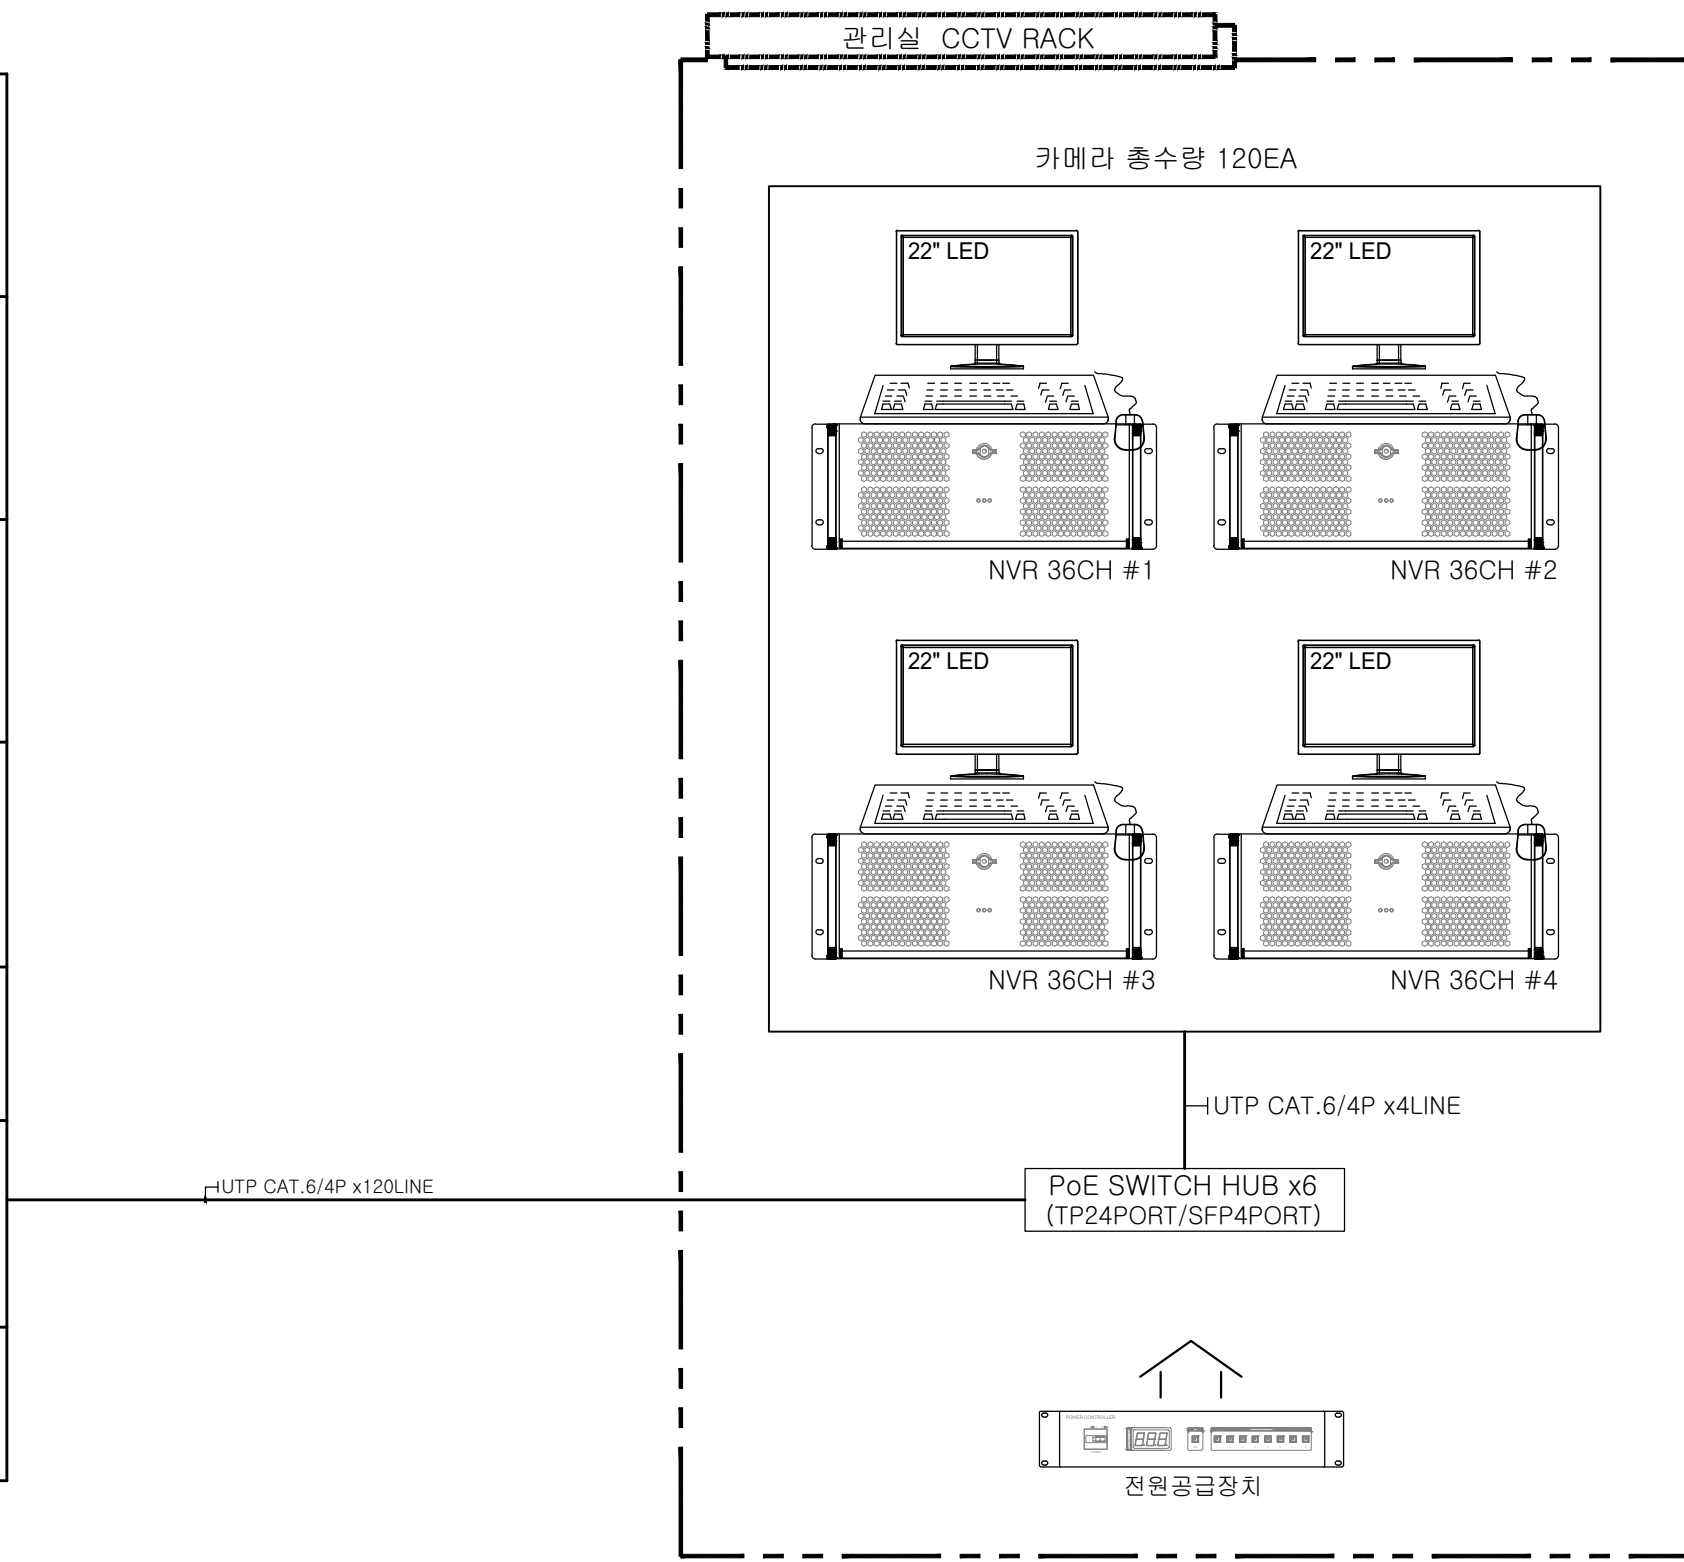 관리실 CCTV RACK
카메라 총수량 120EA
22" LED
22" LED
NVR 36CH #1
NVR 36CH #2
22" LED
22" LED
NVR 36CH #3
NVR 36CH #4
UTP CAT.6/4P x4LINE
UTP CAT.6/4P x120LINE
PoE SWITCH HUB x6
(TP24PORT/SFP4PORT)
POWER CONTROLLER
전원공급장치